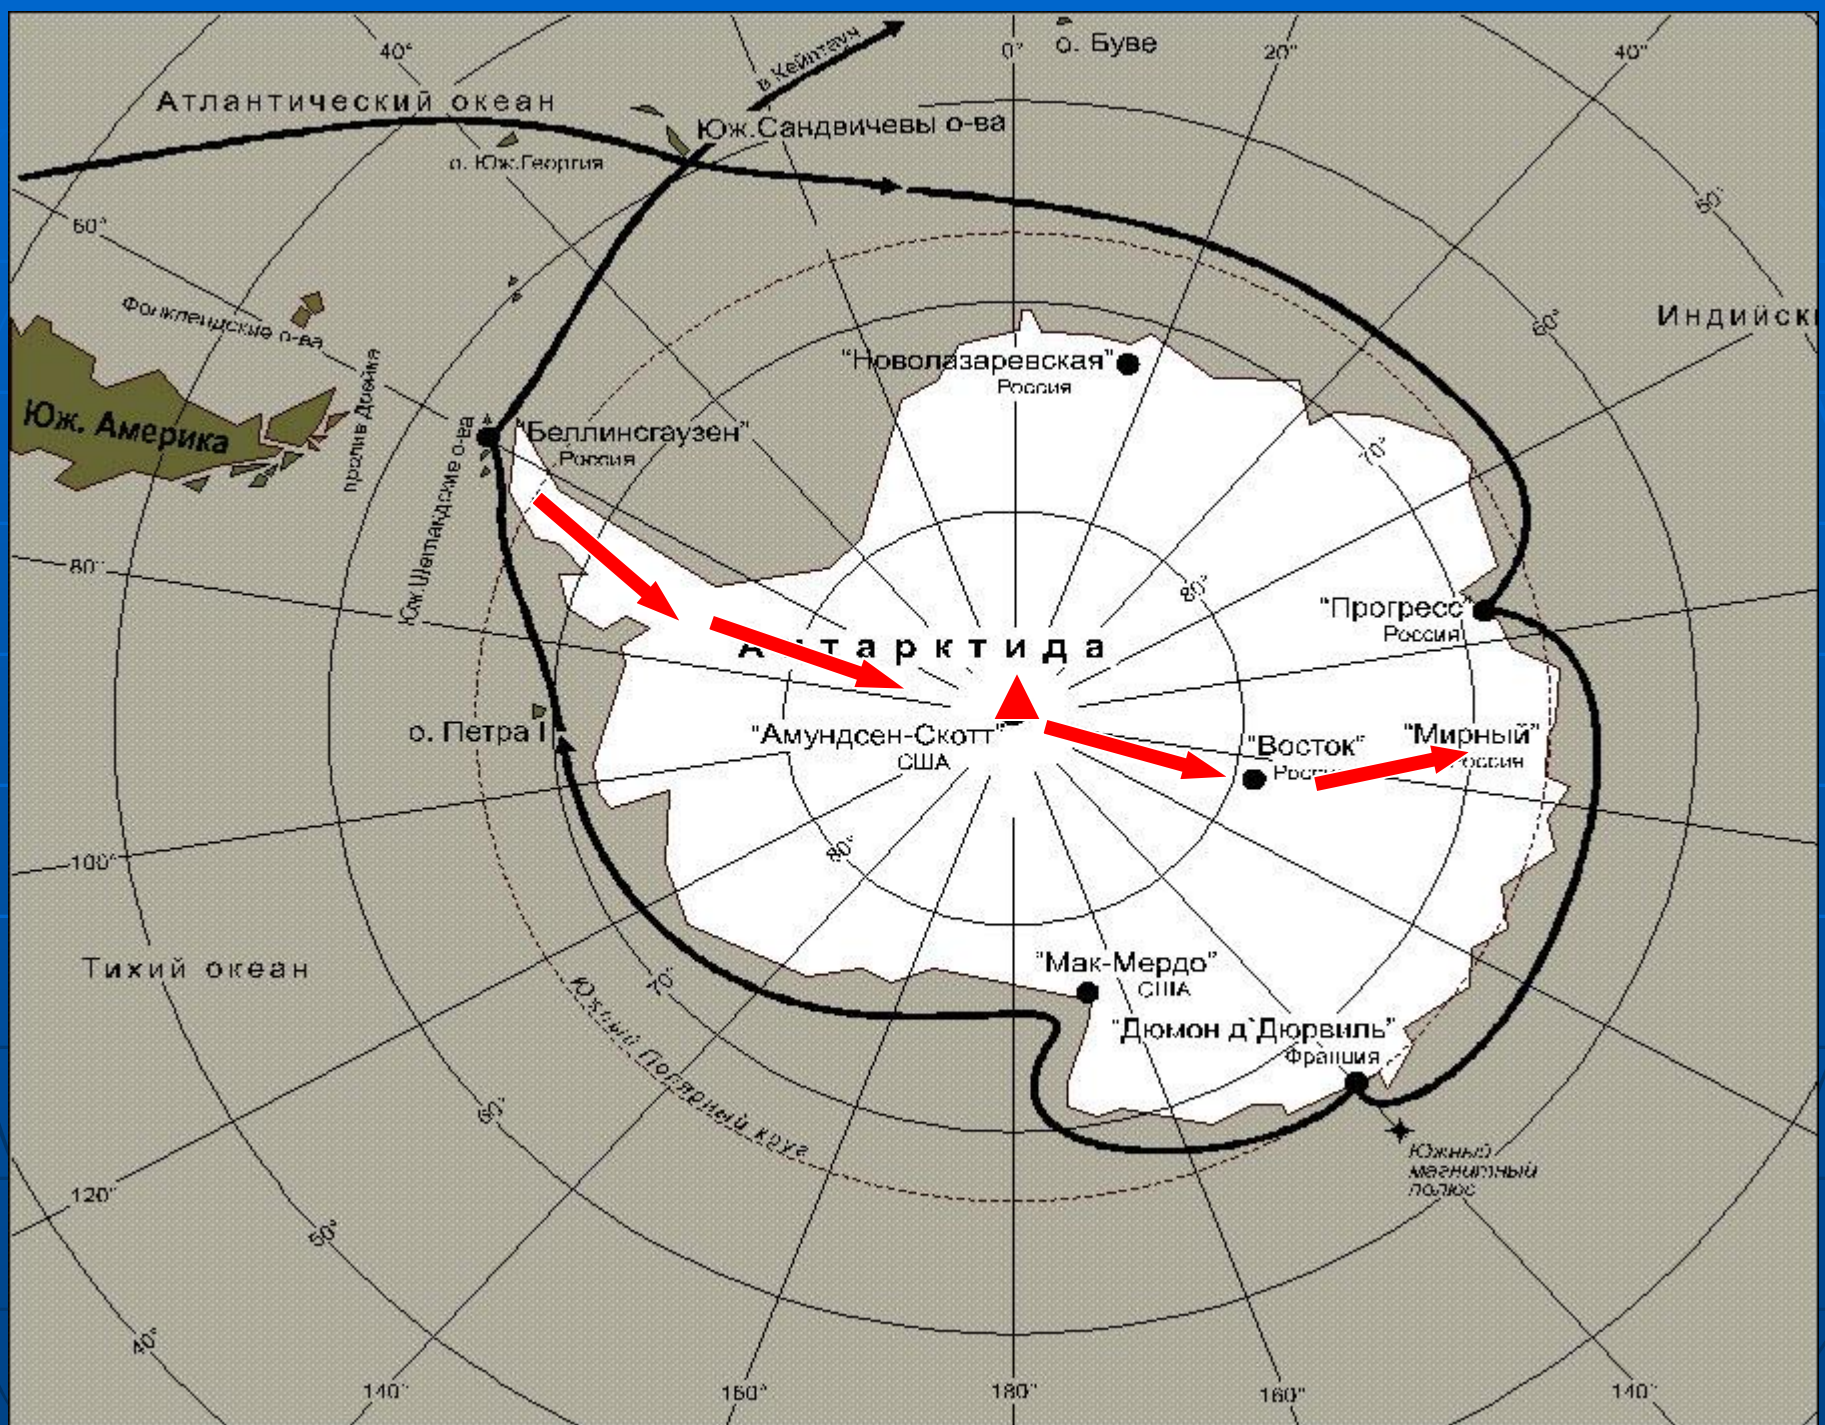 40°
в Кейптаун
0°
о. Буве
20°
40°
Атлантический океан
Юж.Сандвичевы о-ва
о. Юж.Георгия
50°
60°
Фолклендские о-ва
Индийск
60°
пролив Дрейка
"Новолазаревская"
Россия
Юж. Америка
"Беллинсгаузен"
Россия
70°
Юж.Шетландские о-ва
80°
80°
"Прогресс"
Россия
Антарктида
о. Петра I
"Амундсен-Скотт"
США
"Восток"
Россия
"Мирный"
Россия
80°
100°
Тихий океан
70°
"Мак-Мердо"
США
"Дюмон д`Дюрвиль"
Франция
Южный Полярный круг
60°
Южный
магнитный
полюс
120°
50°
40°
140°
160°
180°
160°
140°